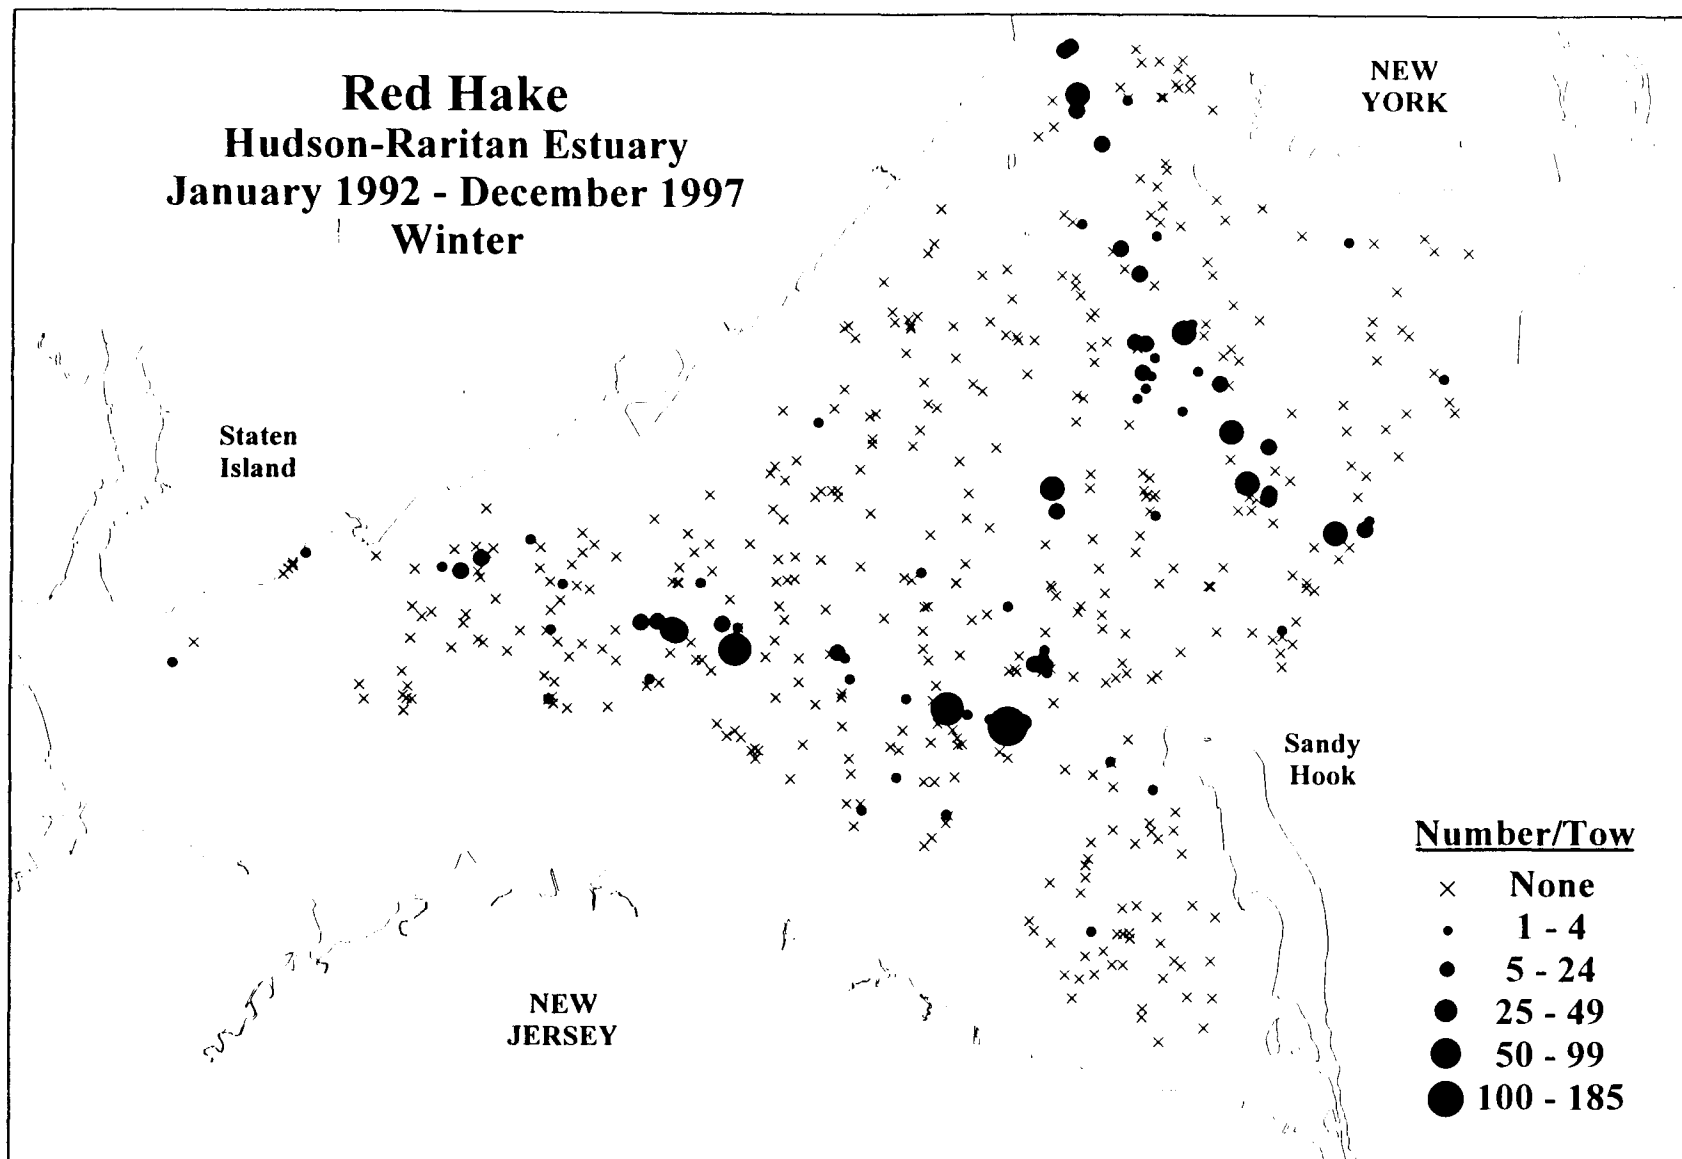 Red Hake
Hudson-Raritan Estuary
January 1992 - December 1997
Winter
NEW
YORK
Staten
Island
Sandy
Hook
NEW
JERSEY
Number/Tow
None
1 - 4
5 - 24
25 - 49
50 - 99
100 - 185